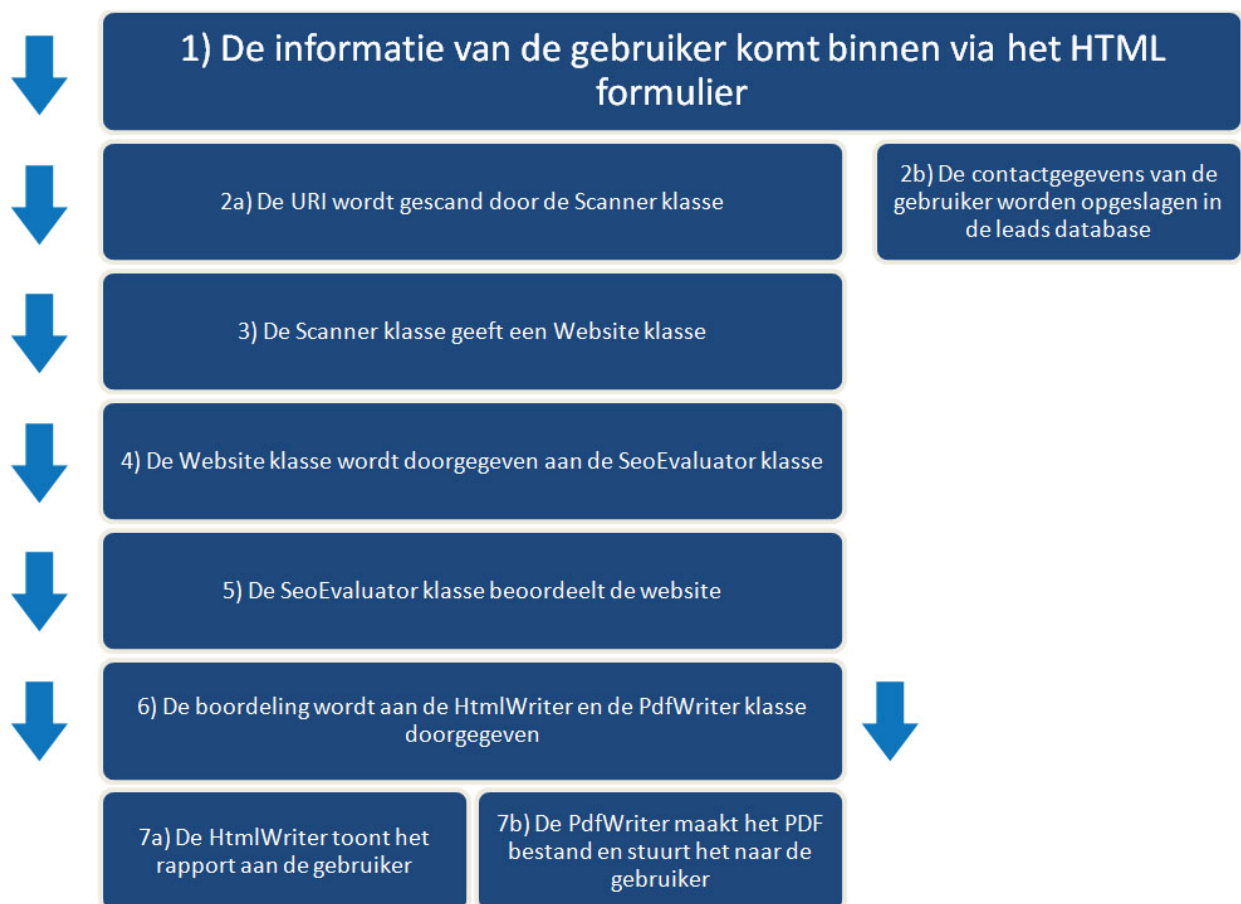 1) De informatie van de gebruiker komt binnen via het HTML
formulier
2a) De URI wordt gescand door de Scanner klasse
2b) De contactgegevens van de
gebruiker worden opgeslagen in
de leads database
3) De Scanner klasse geeft een Website klasse
4) De Website klasse wordt doorgegeven aan de SeoEvaluator klasse
5) De SeoEvaluator klasse beoordeelt de website
6) De boordeling wordt aan de HtmlWriter en de PdfWriter klasse
doorgegeven
7a) De HtmlWriter toont het
rapport aan de gebruiker
7b) De PdfWriter maakt het PDF
bestand en stuurt het naar de
gebruiker